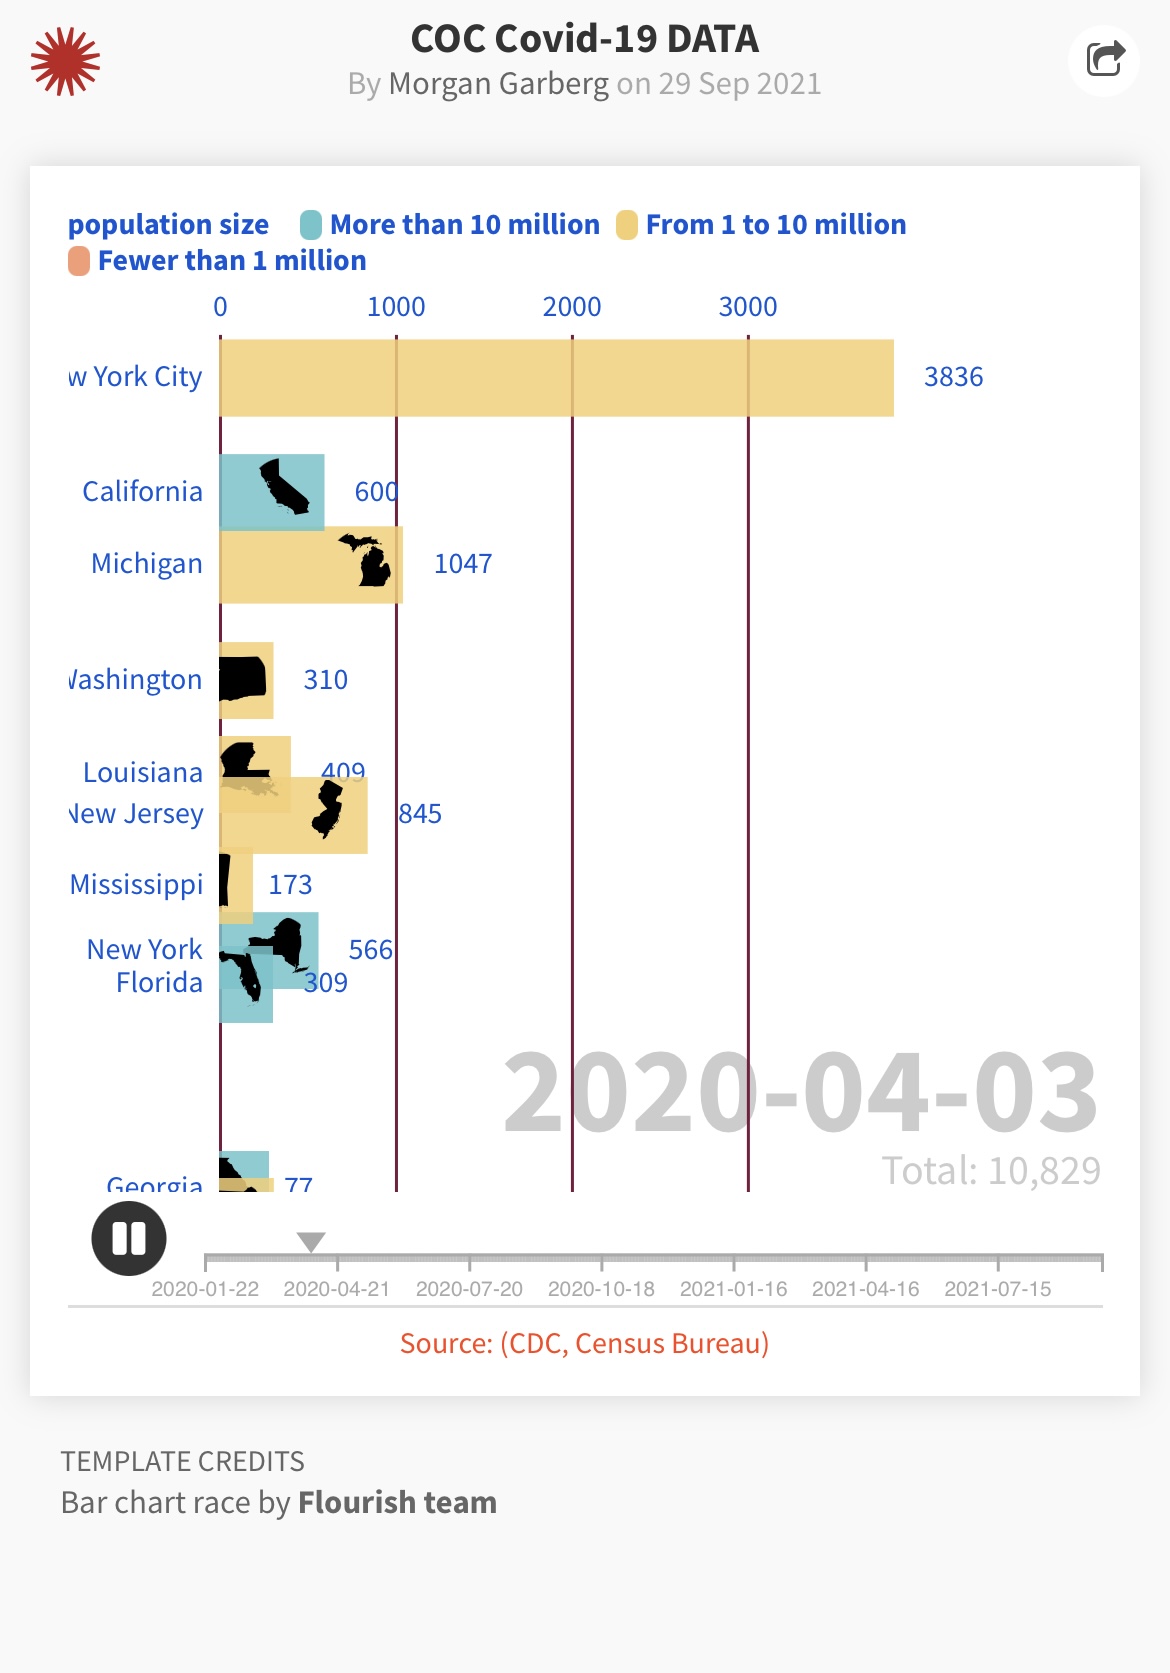 COC Covid-19 DATA
By Morgan Garberg on 29 Sep 2021
population size More than 10 million From 1 to 10 million
Fewer than 1 million
0 1000 2000 3000
w York City 3836
California 600
Michigan 1047
Washington 310
Louisiana 409
New Jersey 845
Mississippi 173
New York 566
Florida 309
2020-04-03
Total: 10,829
Georgia 77
2020-01-22 2020-04-21 2020-07-20 2020-10-18 2021-01-16 2021-04-16 2021-07-15
Source: (CDC, Census Bureau)
TEMPLATE CREDITS
Bar chart race by Flourish team